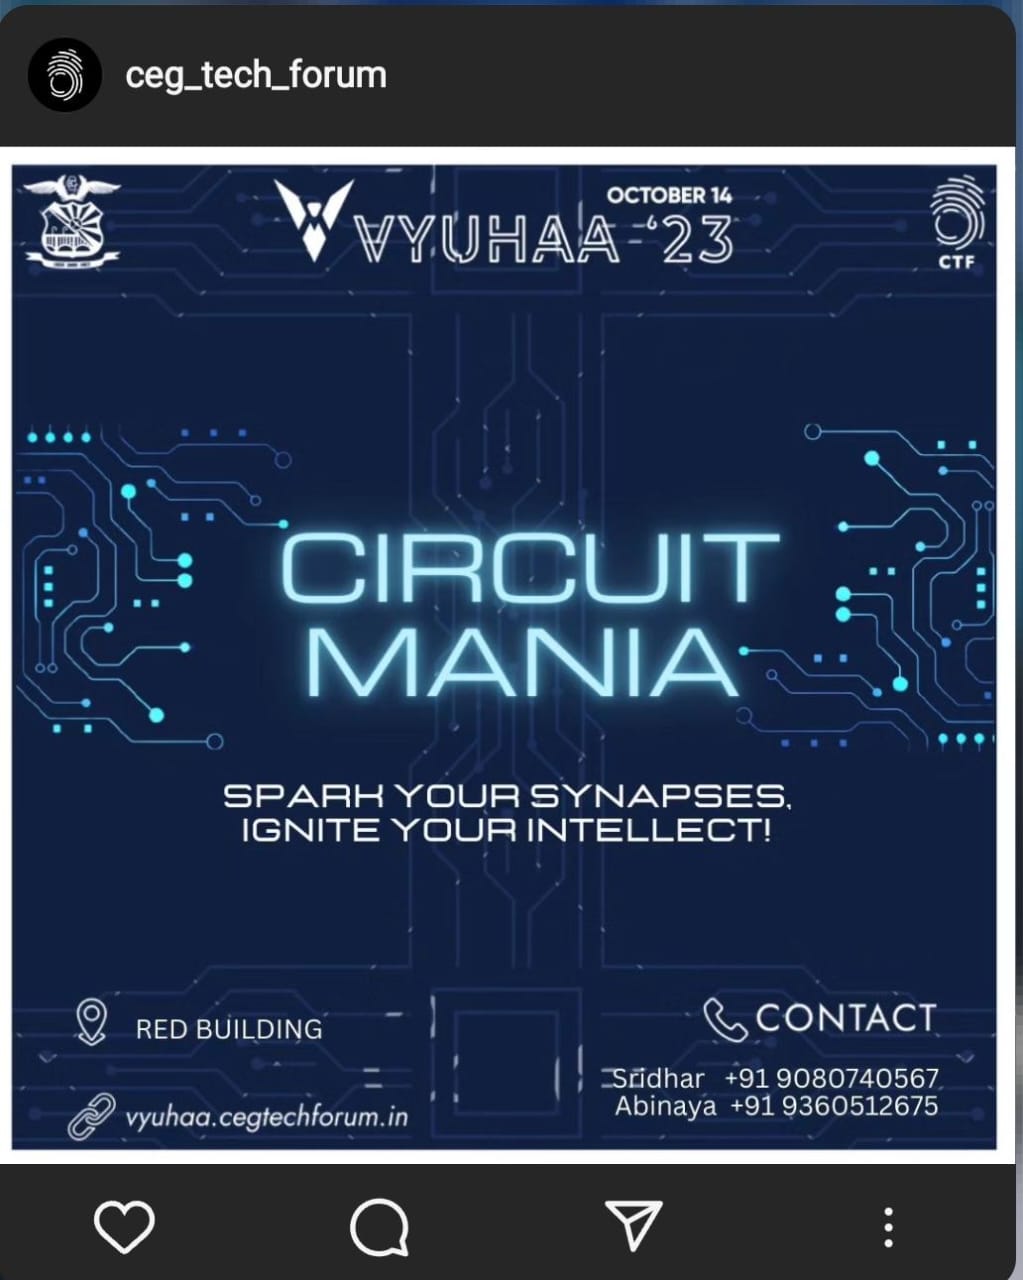 ceg_tech_forum
OCTOBER 14
VYUHAA '23
CTF
CIRCUIT
MANIA
SPARK YOUR SYNAPSES,
IGNITE YOUR INTELLECT!
RED BUILDING
CONTACT
Sridhar +91 9080740567
Abinaya +91 9360512675
vyuhaa.cegtechforum.in